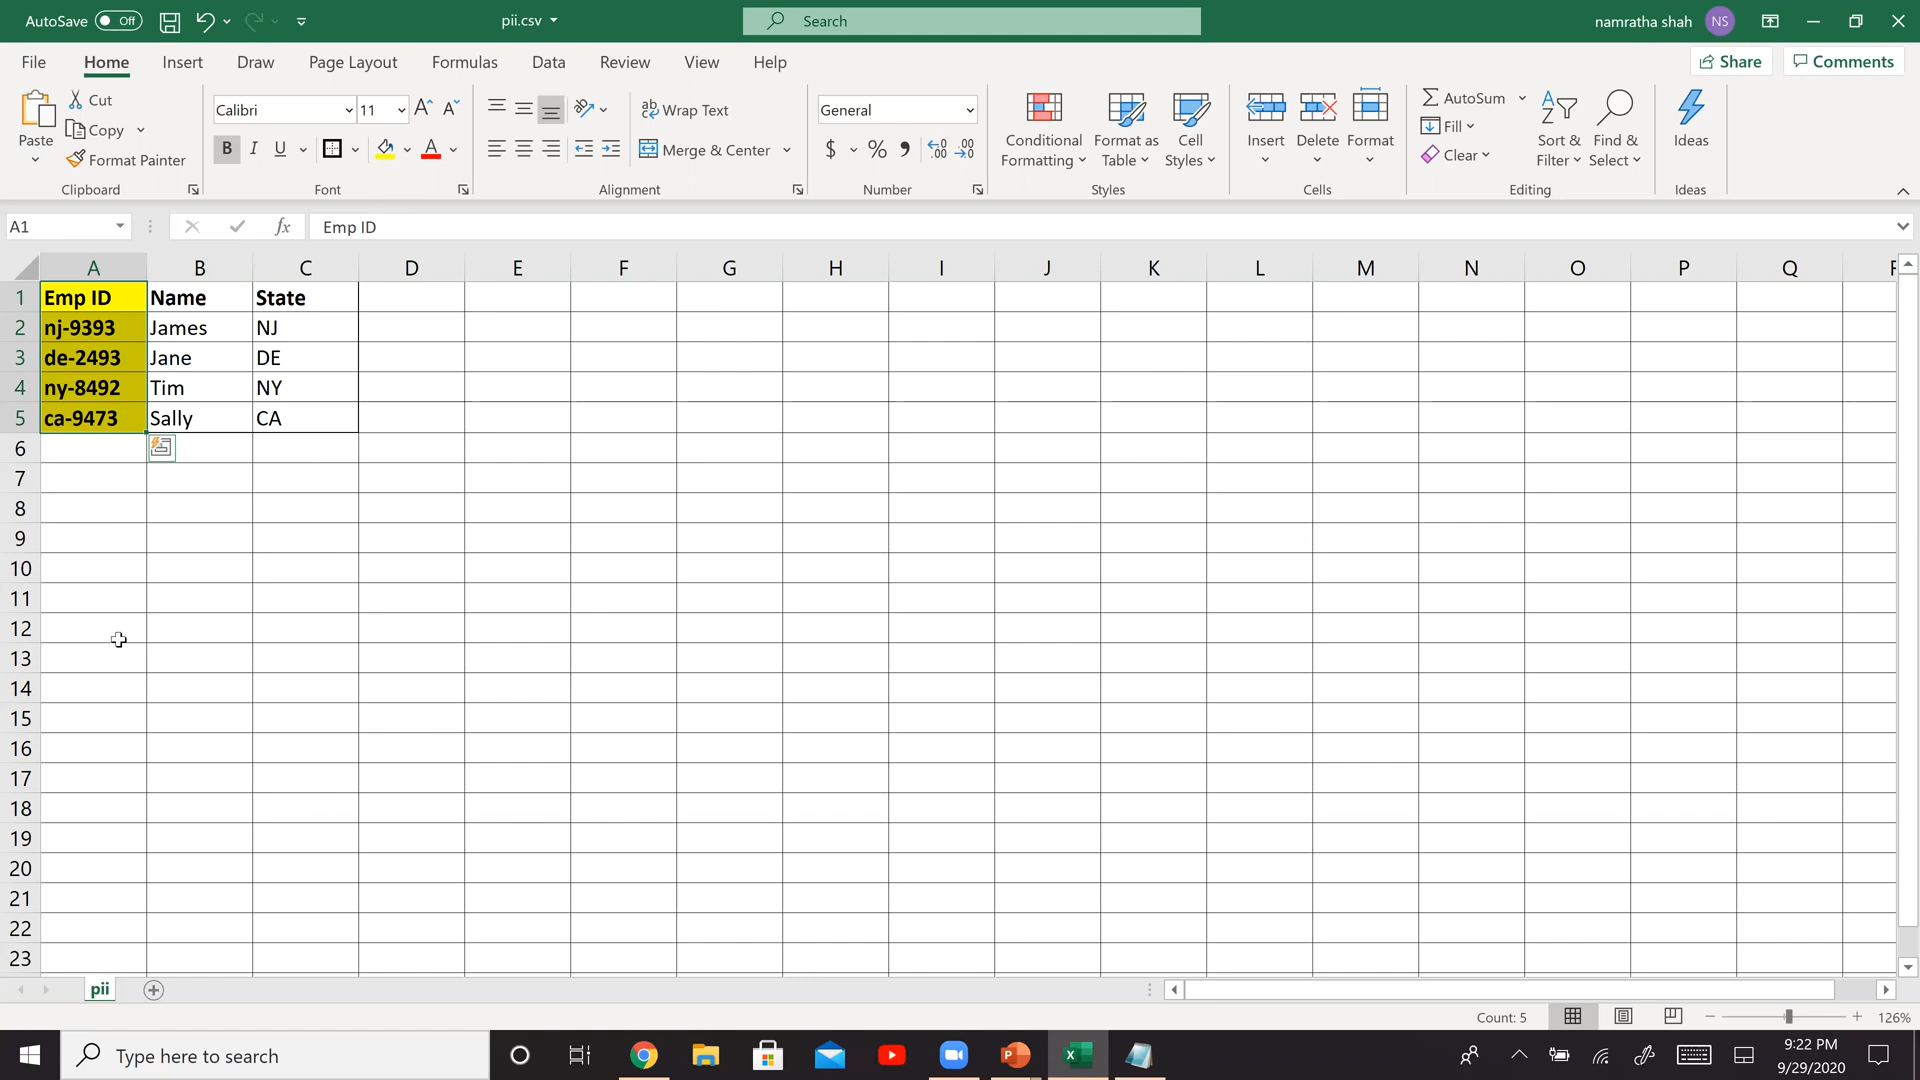 AutoSave Off pii.csv Search namratha shah NS
File Home Insert Draw Page Layout Formulas Data Review View Help Share Comments
Paste
Cut
Copy
Format Painter
Clipboard
Calibri 11
B I U A
Font
ab Wrap Text
Merge & Center
Alignment
General
$ %
Number
Conditional Formatting
Format as Table
Cell Styles
Styles
Insert
Delete
Format
Cells
AutoSum
Fill
Clear
Sort & Filter
Find & Select
Editing
Ideas
Ideas
A1 fx Emp ID
A B C D E F G H I J K L M N O P Q
1 Emp ID Name State
2 nj-9393 James NJ
3 de-2493 Jane DE
4 ny-8492 Tim NY
5 ca-9473 Sally CA
6
7
8
9
10
11
12
13
14
15
16
17
18
19
20
21
22
23
pii
Count: 5 126%
Type here to search
9:22 PM
9/29/2020